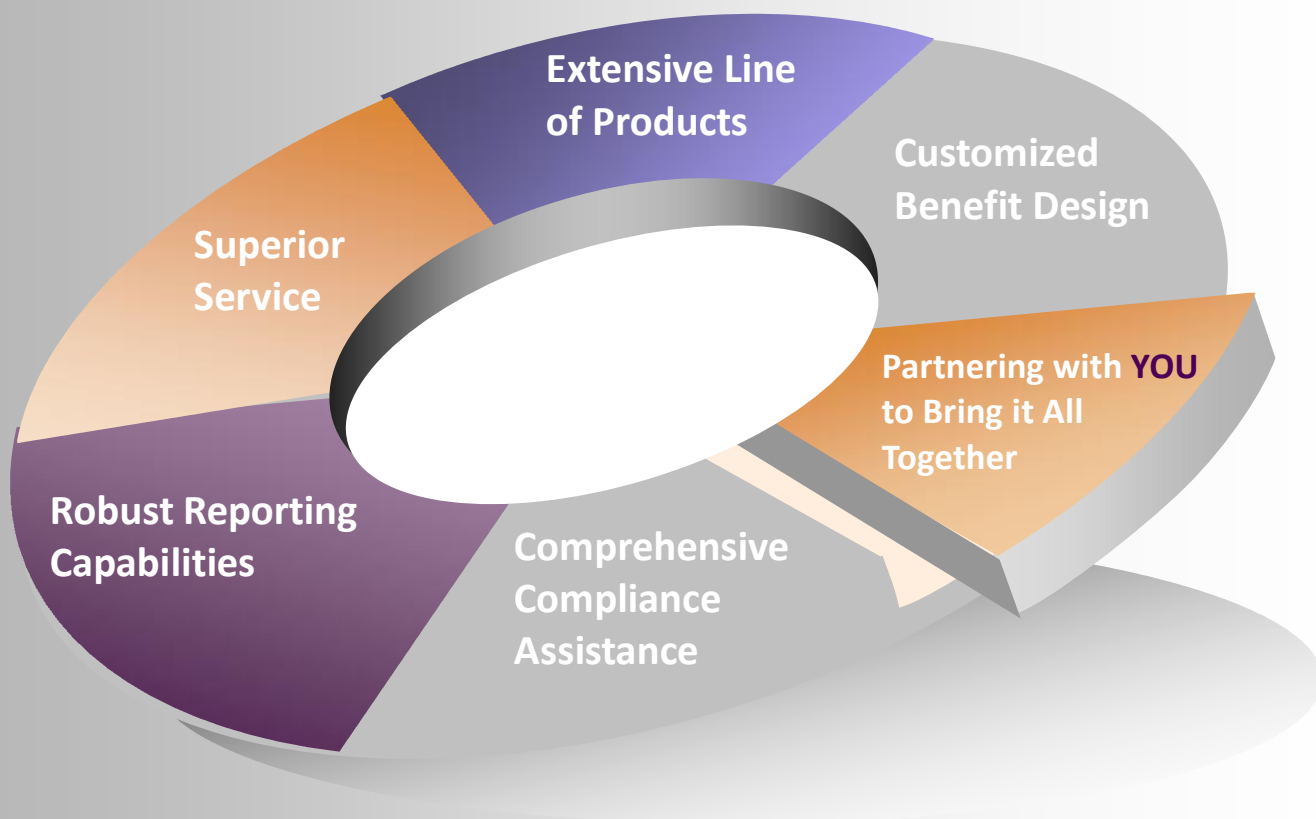 Extensive Line
of Products
Customized
Benefit Design
Superior
Service
Partnering with YOU
to Bring it All
Together
Robust Reporting
Capabilities
Comprehensive
Compliance
Assistance